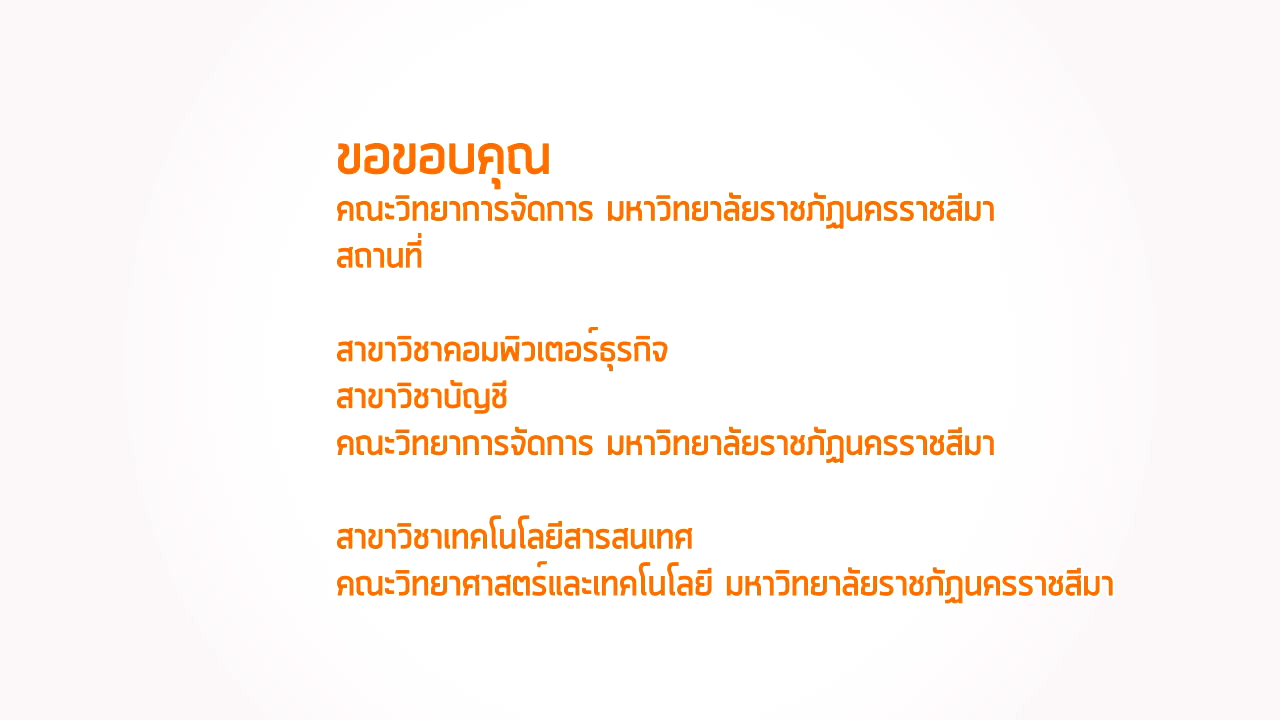 ขอขอบคุณ
คณะวิทยาการจัดการ มหาวิทยาลัยราชภัฏนครราชสีมา
สถานที่
สาขาวิชาคอมพิวเตอร์ธุรกิจ
สาขาวิชาบัญชี
คณะวิทยาการจัดการ มหาวิทยาลัยราชภัฏนครราชสีมา
สาขาวิชาเทคโนโลยีสารสนเทศ
คณะวิทยาศาสตร์และเทคโนโลยี มหาวิทยาลัยราชภัฏนครราชสีมา